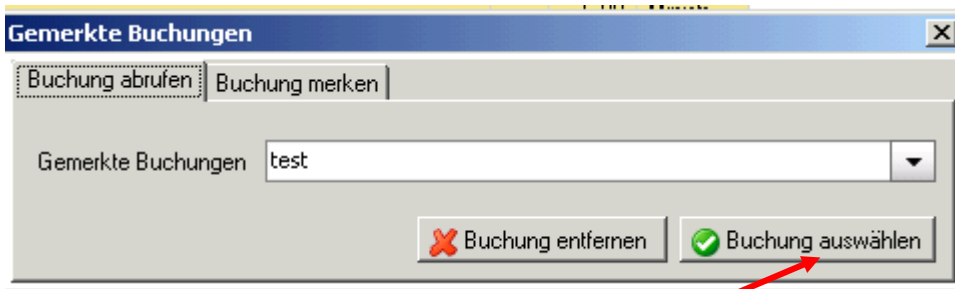 Gemerkte Buchungen
Buchung abrufen Buchung merken
Gemerkte Buchungen test
Buchung entfernen Buchung auswählen